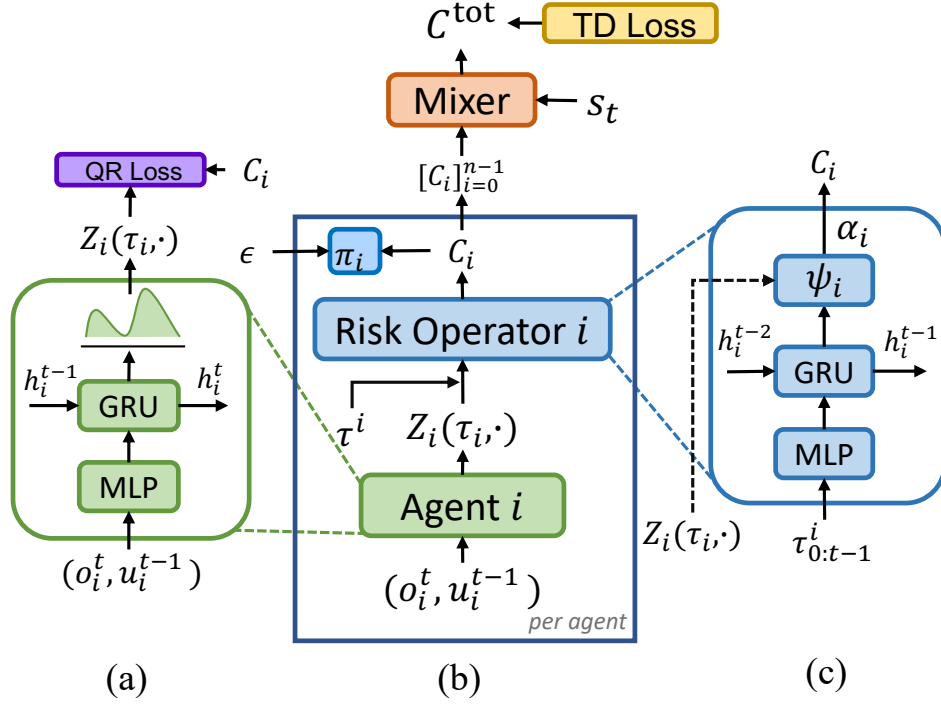 QR Loss
C_i
Z_i(τ_i,·)
h_i^{t-1}
h_i^t
GRU
MLP
(o_i^t, u_i^{t-1})
(a)
C^{tot}
TD Loss
Mixer
s_t
[C_i]_{i=0}^{n-1}
ϵ
π_i
C_i
Risk Operator i
τ^i
Z_i(τ_i,·)
Agent i
(o_i^t, u_i^{t-1})
per agent
(b)
C_i
α_i
ψ_i
h_i^{t-2}
h_i^{t-1}
GRU
MLP
Z_i(τ_i,·)
τ_{0:t-1}^i
(c)